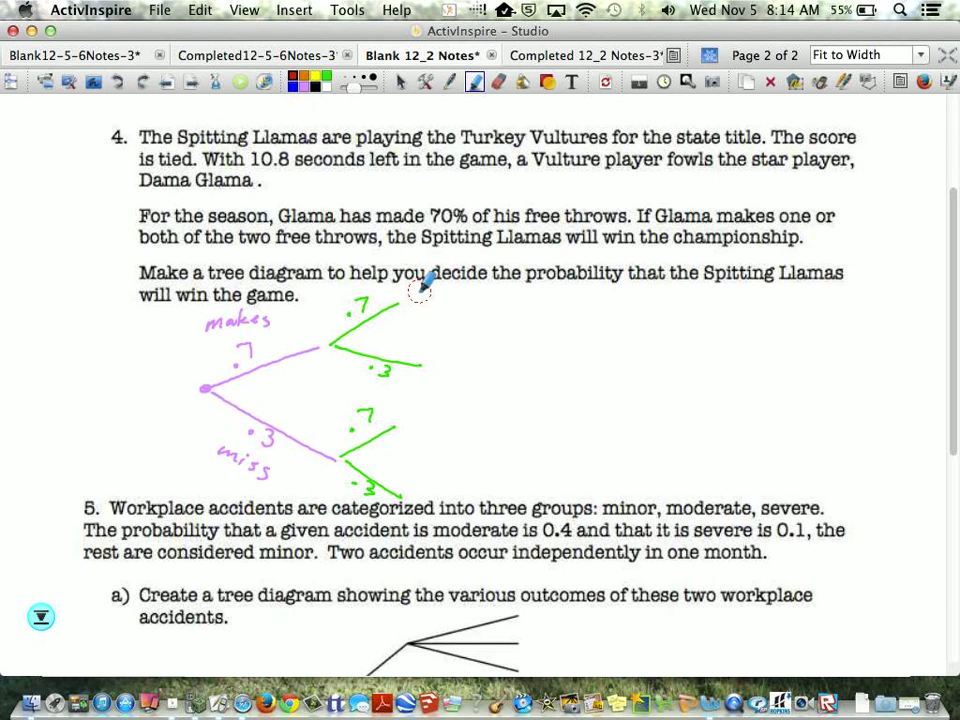 ActivInspire File Edit View Insert Tools Help Wed Nov 5 8:14 AM 55%
ActivInspire - Studio
Blank12-5-6Notes-3* Completed12-5-6Notes-3* Blank 12_2 Notes* Completed 12_2 Notes-3* Page 2 of 2 Fit to Width
4. The Spitting Llamas are playing the Turkey Vultures for the state title. The score
is tied. With 10.8 seconds left in the game, a Vulture player fowls the star player,
Dama Glama .
For the season, Glama has made 70% of his free throws. If Glama makes one or
both of the two free throws, the Spitting Llamas will win the championship.
Make a tree diagram to help you decide the probability that the Spitting Llamas
will win the game.
makes
.7
.7
.3
.3
miss
.7
.3
5. Workplace accidents are categorized into three groups: minor, moderate, severe.
The probability that a given accident is moderate is 0.4 and that it is severe is 0.1, the
rest are considered minor. Two accidents occur independently in one month.
a) Create a tree diagram showing the various outcomes of these two workplace
accidents.